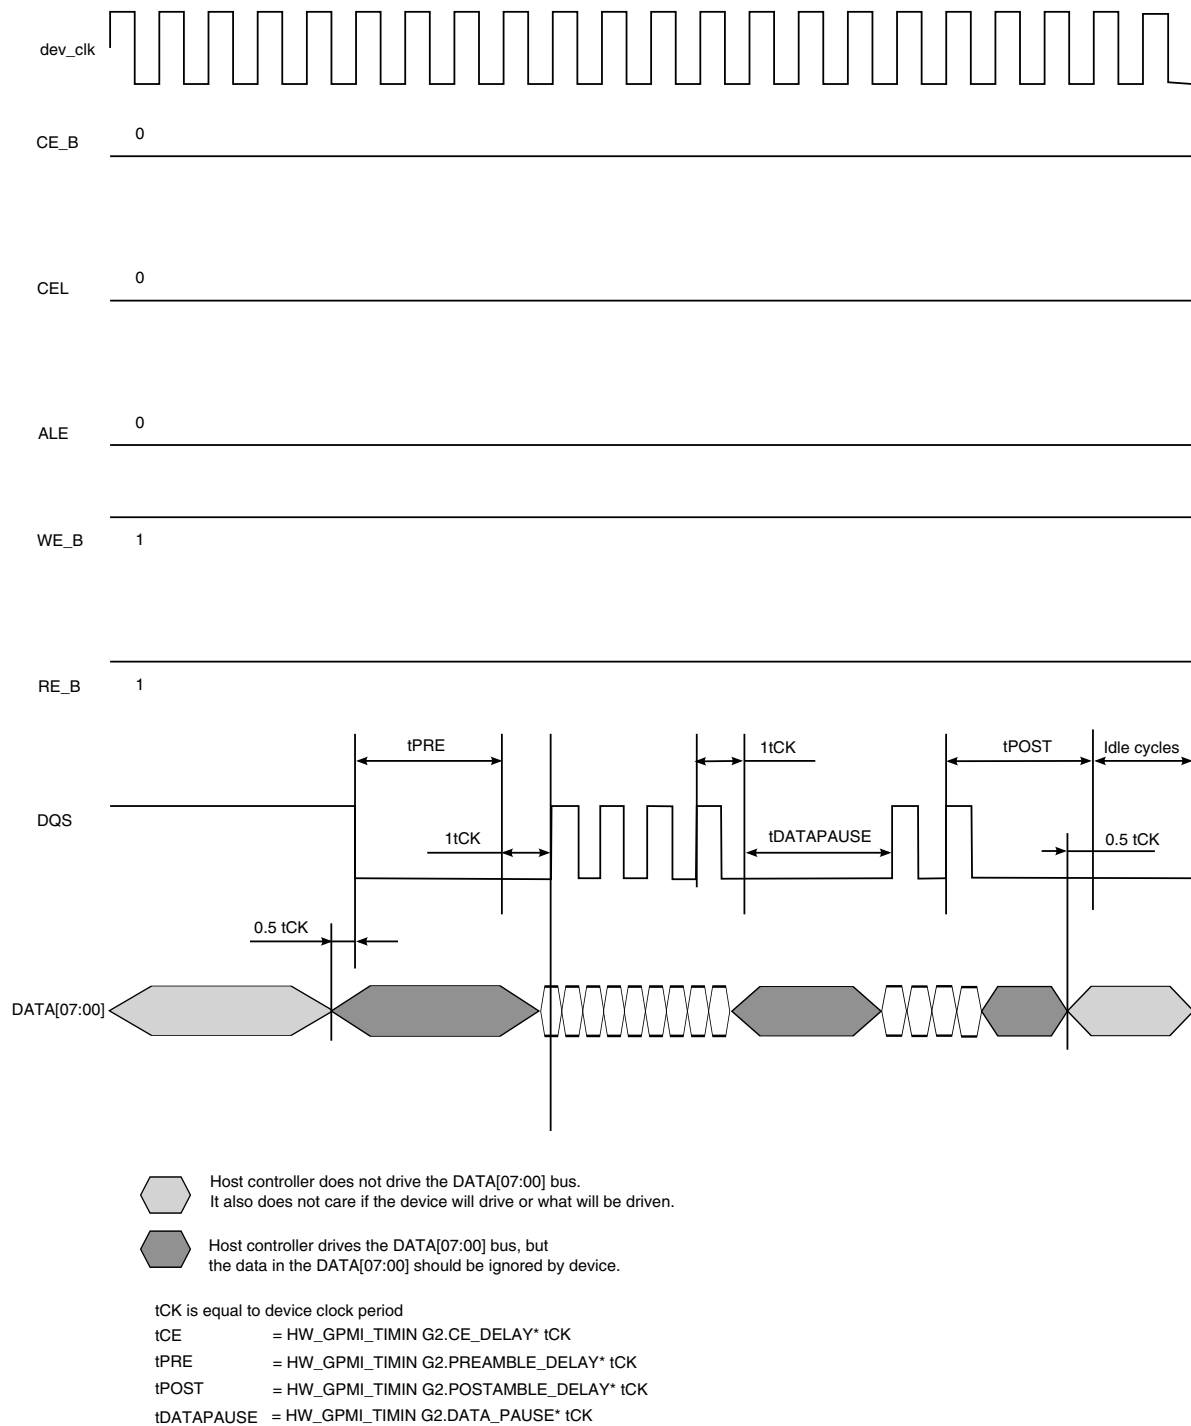 dev_clk
CE_B
0
CEL
0
ALE
0
WE_B
1
RE_B
1
tPRE
1tCK
tPOST
Idle cycles
DQS
1tCK
tDATAPAUSE
0.5 tCK
0.5 tCK
DATA[07:00]
Host controller does not drive the DATA[07:00] bus.
It also does not care if the device will drive or what will be driven.
Host controller drives the DATA[07:00] bus, but
the data in the DATA[07:00] should be ignored by device.
tCK is equal to device clock period
tCE = HW_GPMI_TIMIN G2.CE_DELAY* tCK
tPRE = HW_GPMI_TIMIN G2.PREAMBLE_DELAY* tCK
tPOST = HW_GPMI_TIMIN G2.POSTAMBLE_DELAY* tCK
tDATAPAUSE = HW_GPMI_TIMIN G2.DATA_PAUSE* tCK